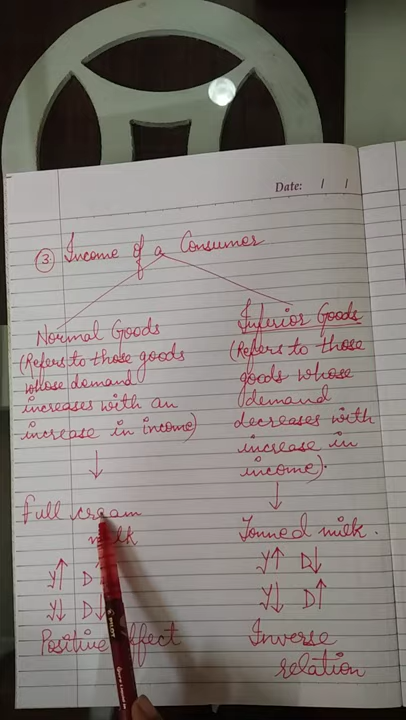 Date: / /
③ Income of a Consumer
Normal Goods
(Refers to those goods
whose demand
increases with an
increase in income)
↓
full cream
milk
Y↑ D↑
Y↓ D↓
Positive effect
Inferior Goods
(Refers to those
goods whose
demand
decreases with
increase in
income).
↓
Tonned milk.
Y↑ D↓
Y↓ D↑
Inverse
relation